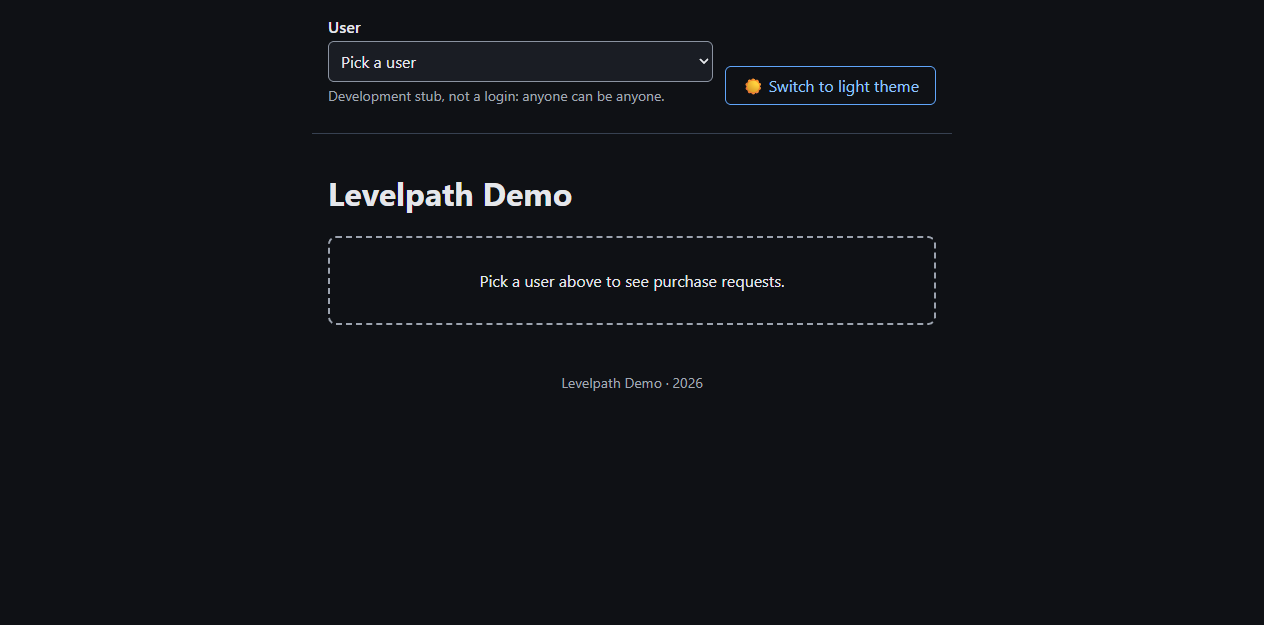 User
Pick a user
Development stub, not a login: anyone can be anyone.
Switch to light theme
Levelpath Demo
Pick a user above to see purchase requests.
Levelpath Demo · 2026